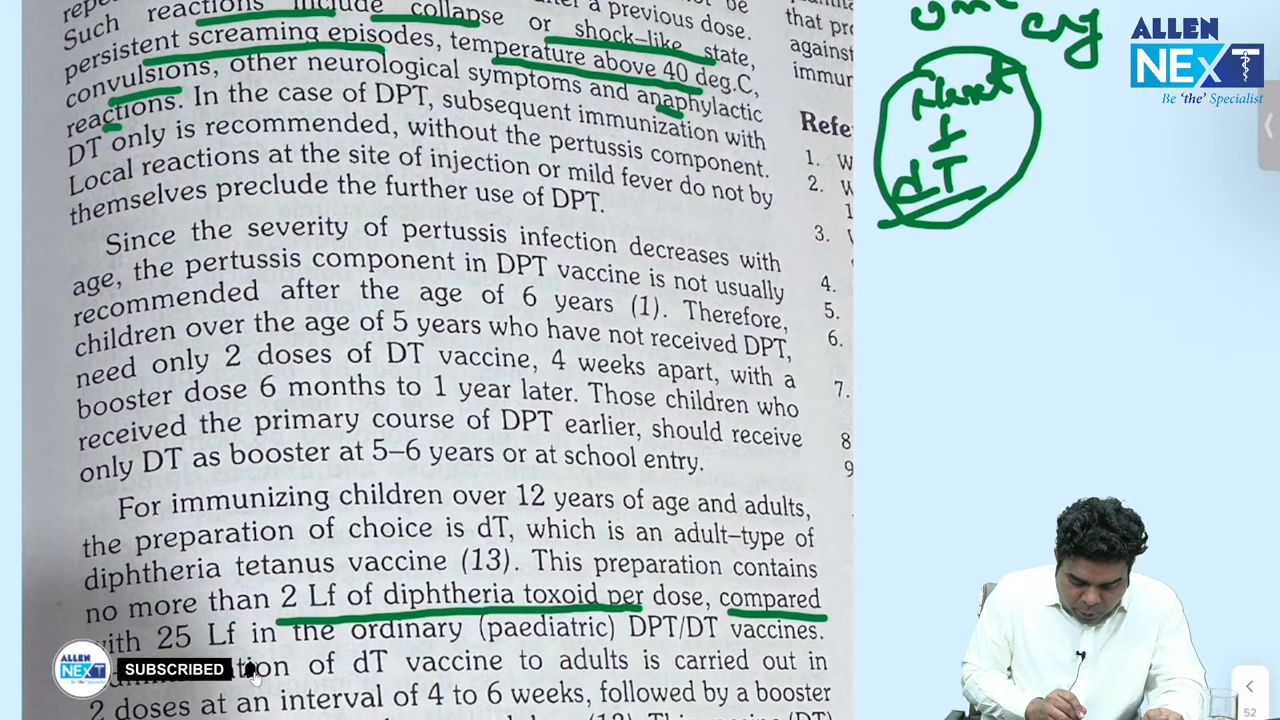 a previous dose.
Such reactions include collapse or shock–like state,
persistent screaming episodes, temperature above 40 deg.C,
convulsions, other neurological symptoms and anaphylactic
reactions. In the case of DPT, subsequent immunization with
DT only is recommended, without the pertussis component.
Local reactions at the site of injection or mild fever do not by
themselves preclude the further use of DPT.
Since the severity of pertussis infection decreases with
age, the pertussis component in DPT vaccine is not usually
recommended after the age of 6 years (1). Therefore,
children over the age of 5 years who have not received DPT,
need only 2 doses of DT vaccine, 4 weeks apart, with a
booster dose 6 months to 1 year later. Those children who
received the primary course of DPT earlier, should receive
only DT as booster at 5–6 years or at school entry.
For immunizing children over 12 years of age and adults,
the preparation of choice is dT, which is an adult–type of
diphtheria tetanus vaccine (13). This preparation contains
no more than 2 Lf of diphtheria toxoid per dose, compared
with 25 Lf in the ordinary (paediatric) DPT/DT vaccines.
of dT vaccine to adults is carried out in
2 doses at an interval of 4 to 6 weeks, followed by a booster
that
against
immur
Refe
1. W
2. W
1
3.
4.
5.
6.
7.
8
9
cry
dT
ALLEN
NEXT
Be 'the' Specialist
ALLEN
NEXT
Be 'the' Specialist
SUBSCRIBED
52